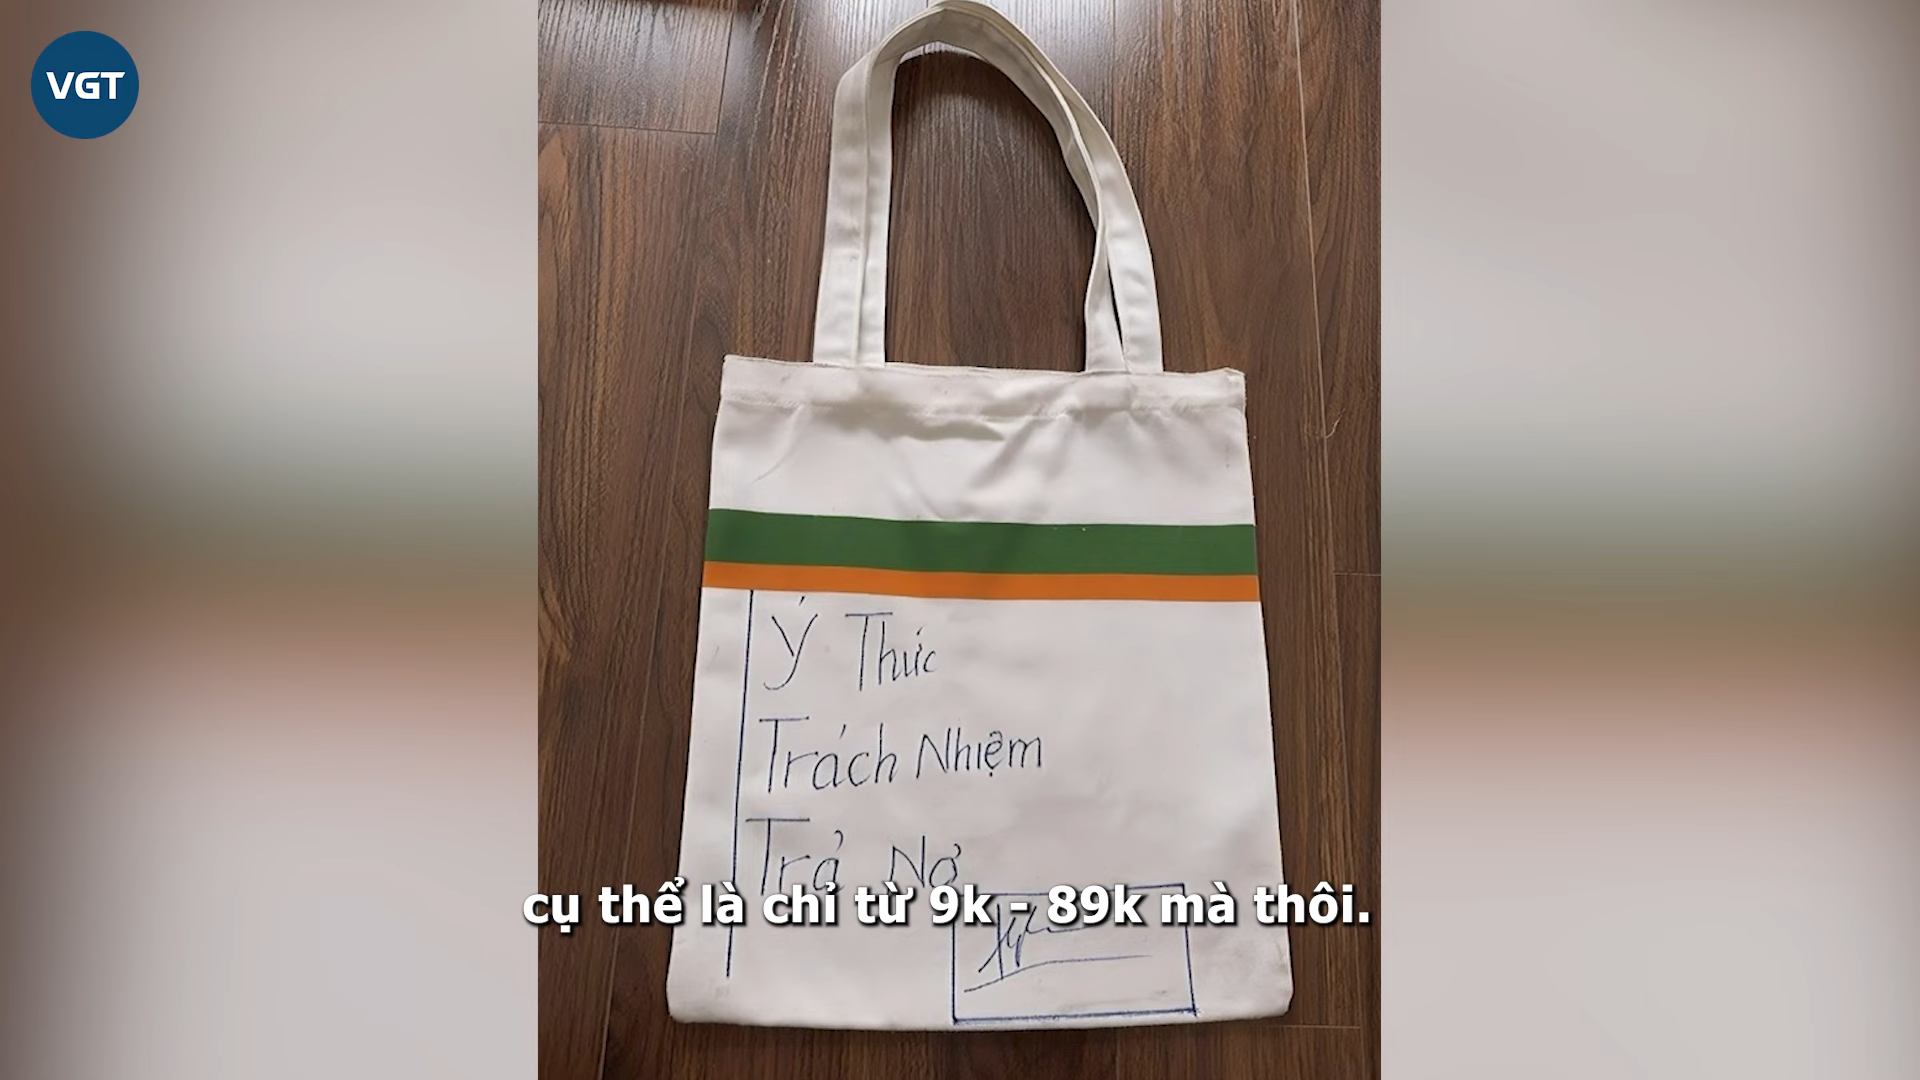 VGT
Ý Thức
Trách Nhiệm
Trả Nợ
cụ thể là chỉ từ 9k - 89k mà thôi.